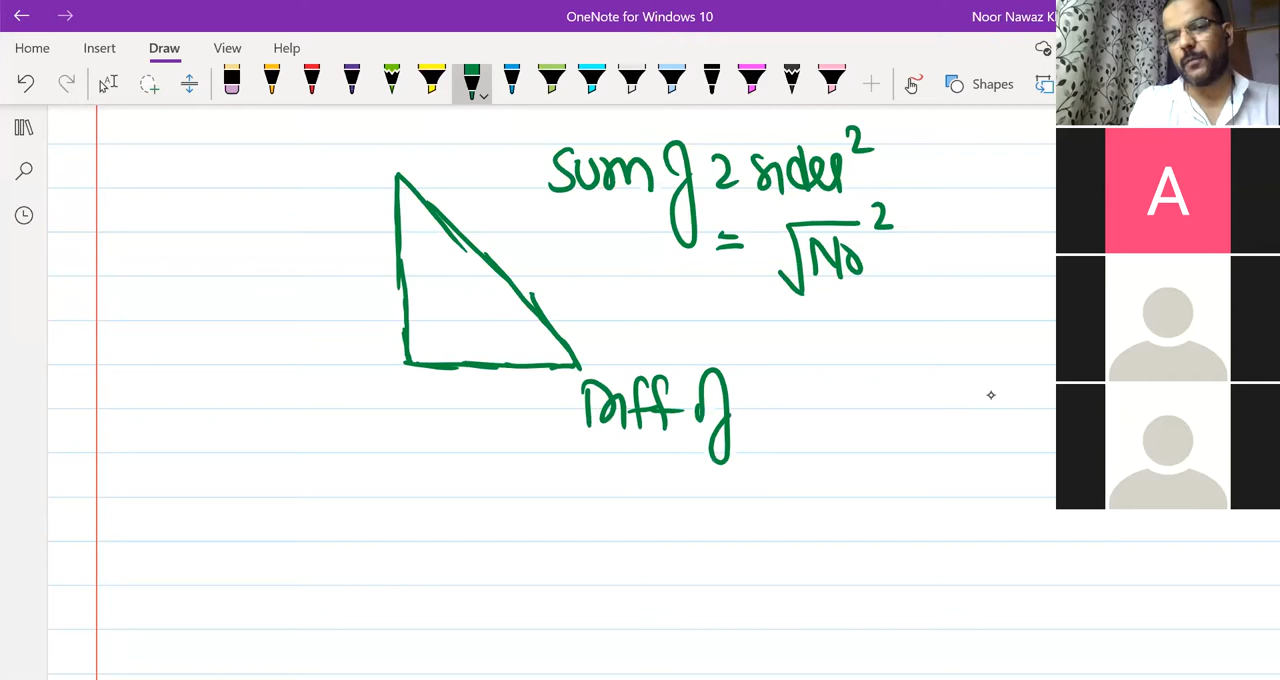 OneNote for Windows 10
Noor Nawaz K
Home Insert Draw View Help
Shapes
Sum of 2 sides²
= √No²
Diff of
A